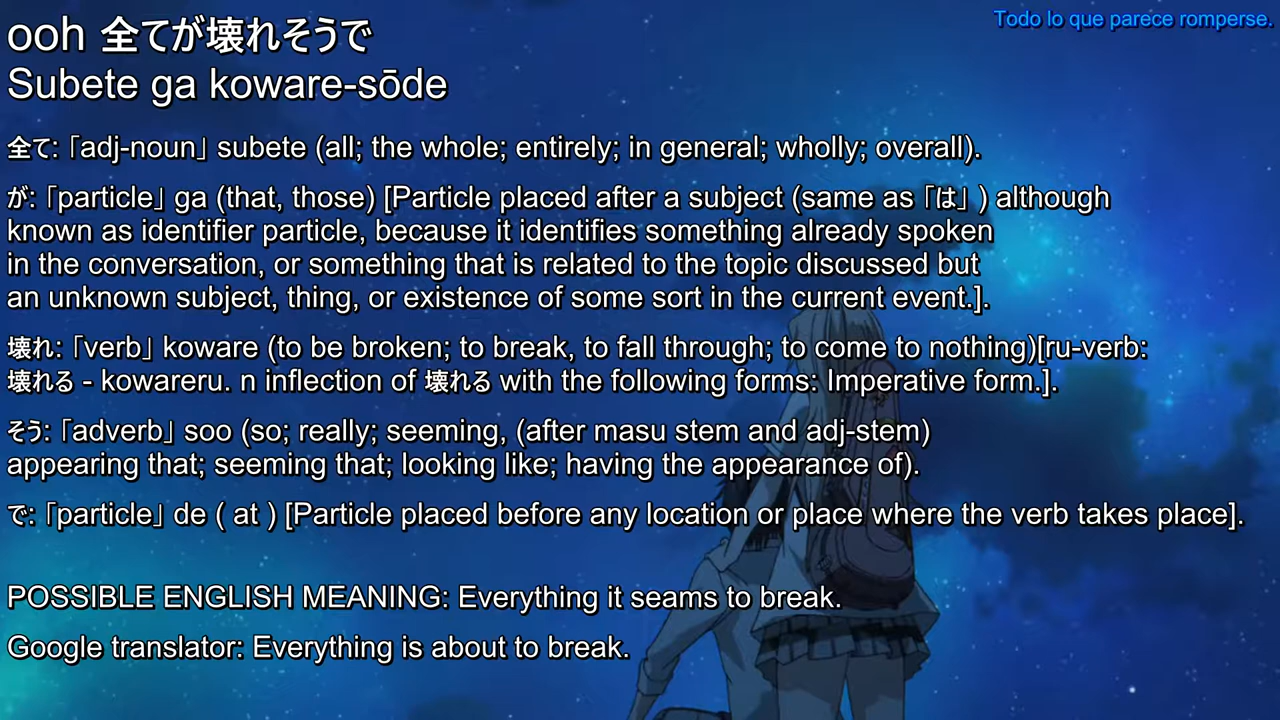 ooh 全てが壊れそうで
Todo lo que parece romperse.
Subete ga koware-sōde
全て: ｢adj-noun｣ subete (all; the whole; entirely; in general; wholly; overall).
が: ｢particle｣ ga (that, those) [Particle placed after a subject (same as ｢は｣ ) although
known as identifier particle, because it identifies something already spoken
in the conversation, or something that is related to the topic discussed but
an unknown subject, thing, or existence of some sort in the current event.].
壊れ: ｢verb｣ koware (to be broken; to break, to fall through; to come to nothing)[ru-verb:
壊れる - kowareru. n inflection of 壊れる with the following forms: Imperative form.].
そう: ｢adverb｣ soo (so; really; seeming, (after masu stem and adj-stem)
appearing that; seeming that; looking like; having the appearance of).
で: ｢particle｣ de ( at ) [Particle placed before any location or place where the verb takes place].
POSSIBLE ENGLISH MEANING: Everything it seams to break.
Google translator: Everything is about to break.